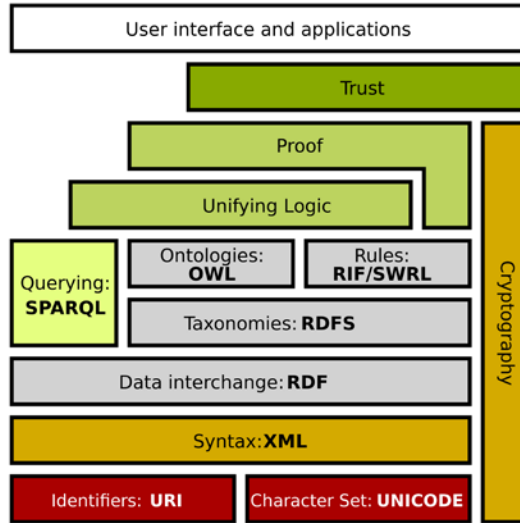 User interface and applications
Trust
Proof
Unifying Logic
Querying:
SPARQL
Ontologies:
OWL
Rules:
RIF/SWRL
Taxonomies: RDFS
Cryptography
Data interchange: RDF
Syntax:XML
Identifiers: URI
Character Set: UNICODE